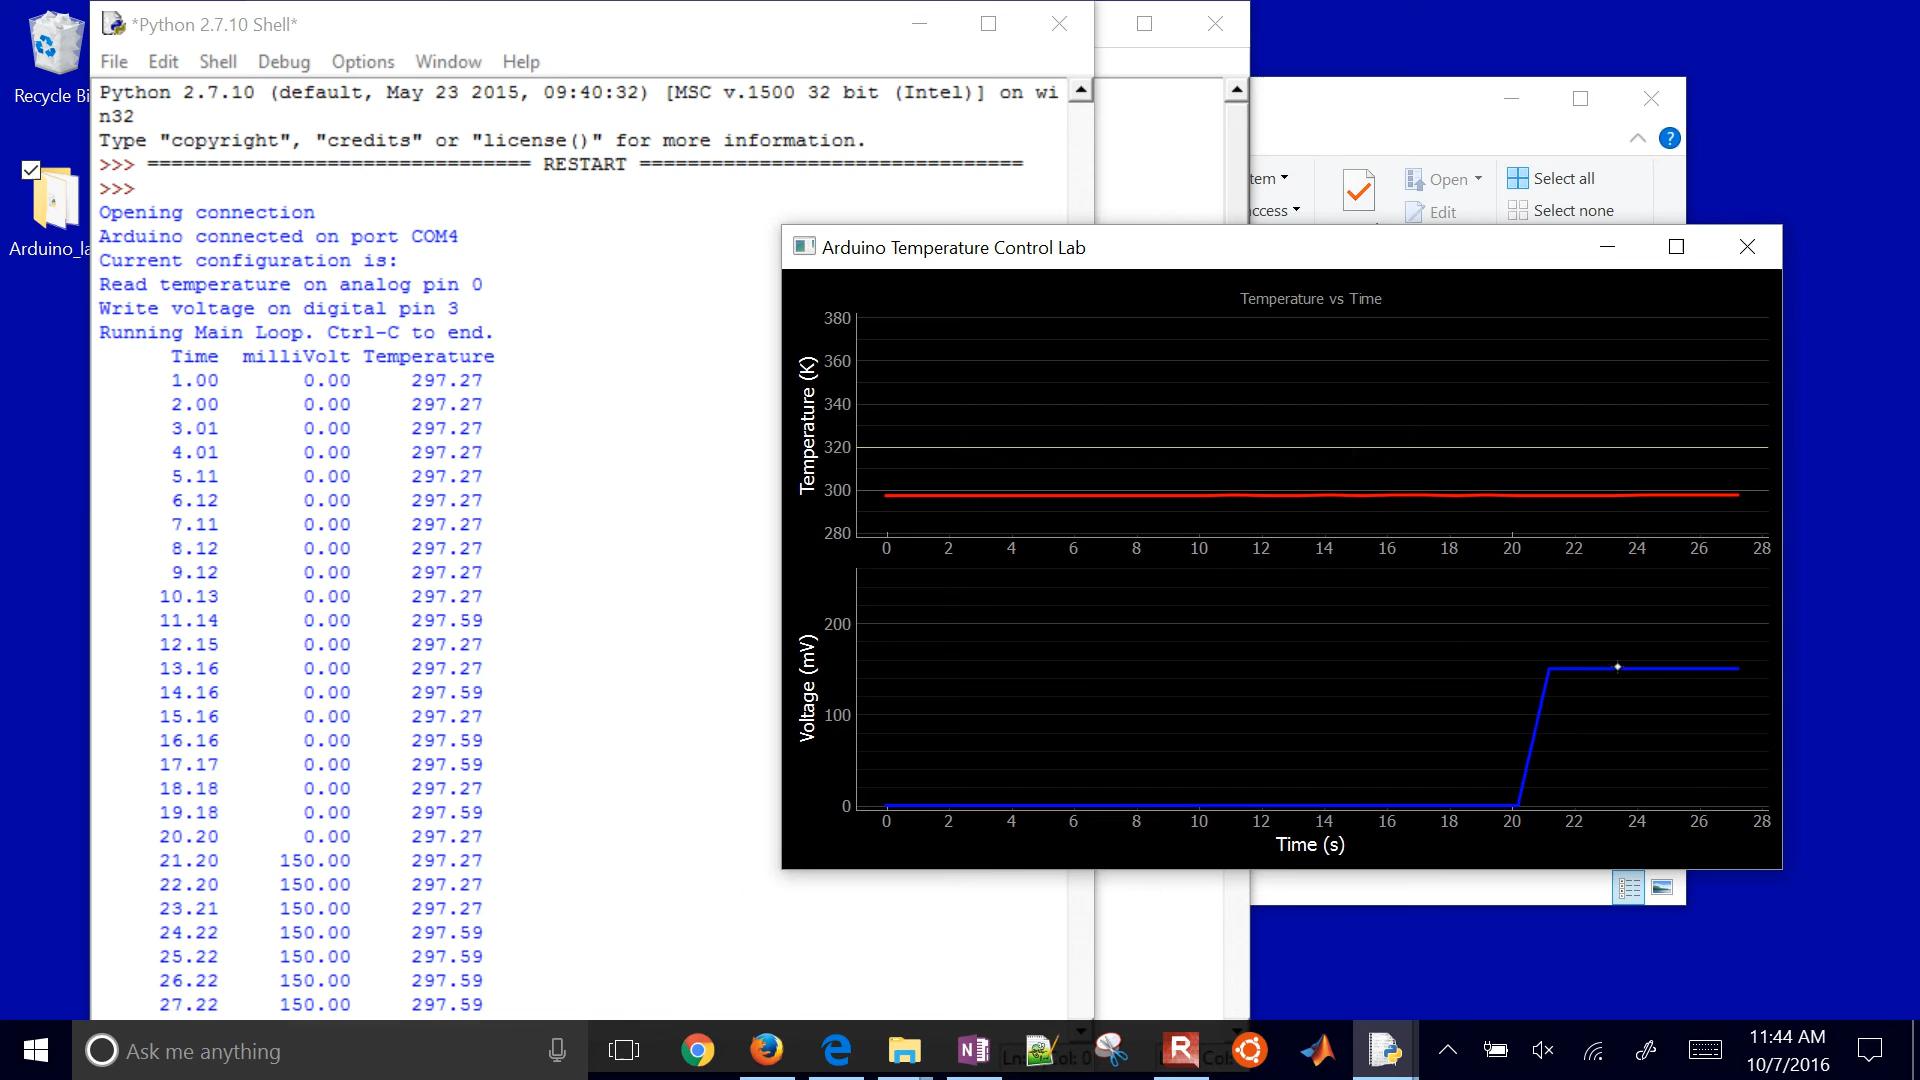 *Python 2.7.10 Shell*
File Edit Shell Debug Options Window Help
Recycle Bi
Arduino_la
Python 2.7.10 (default, May 23 2015, 09:40:32) [MSC v.1500 32 bit (Intel)] on wi
n32
Type "copyright", "credits" or "license()" for more information.
>>> ================================ RESTART ================================
>>>
Opening connection
Arduino connected on port COM4
Current configuration is:
Read temperature on analog pin 0
Write voltage on digital pin 3
Running Main Loop. Ctrl-C to end.
Time milliVolt Temperature
1.00 0.00 297.27
2.00 0.00 297.27
3.01 0.00 297.27
4.01 0.00 297.27
5.11 0.00 297.27
6.12 0.00 297.27
7.11 0.00 297.27
8.12 0.00 297.27
9.12 0.00 297.27
10.13 0.00 297.27
11.14 0.00 297.59
12.15 0.00 297.27
13.16 0.00 297.27
14.16 0.00 297.59
15.16 0.00 297.27
16.16 0.00 297.59
17.17 0.00 297.59
18.18 0.00 297.27
19.18 0.00 297.59
20.20 0.00 297.27
21.20 150.00 297.27
22.20 150.00 297.27
23.21 150.00 297.27
24.22 150.00 297.59
25.22 150.00 297.59
26.22 150.00 297.59
27.22 150.00 297.59
?
tem Open Select all
ccess Edit Select none
Arduino Temperature Control Lab
Temperature vs Time
Temperature (K)
380
360
340
320
300
280
0 2 4 6 8 10 12 14 16 18 20 22 24 26 28
Voltage (mV)
200
100
0
0 2 4 6 8 10 12 14 16 18 20 22 24 26 28
Time (s)
Ask me anything
N
R
11:44 AM
10/7/2016